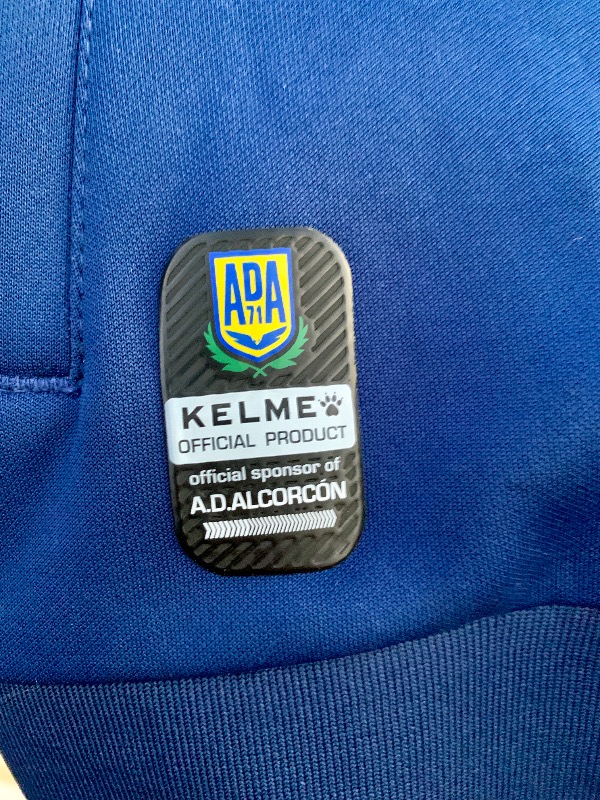 ADA
71
KELME
OFFICIAL PRODUCT
official sponsor of
A.D.ALCORCÓN